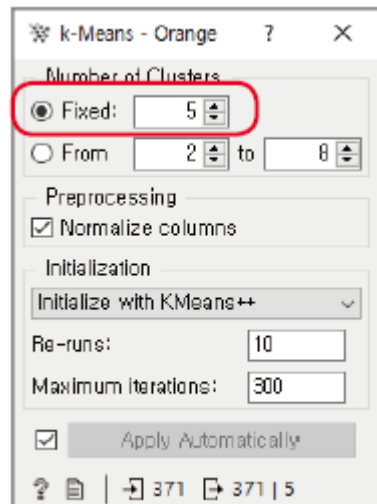 k-Means - Orange ? ×
Number of Clusters
Fixed: 5
From 2 to 8
Preprocessing
Normalize columns
Initialization
Initialize with KMeans++
Re-runs: 10
Maximum iterations: 300
Apply Automatically
? 371 371 | 5